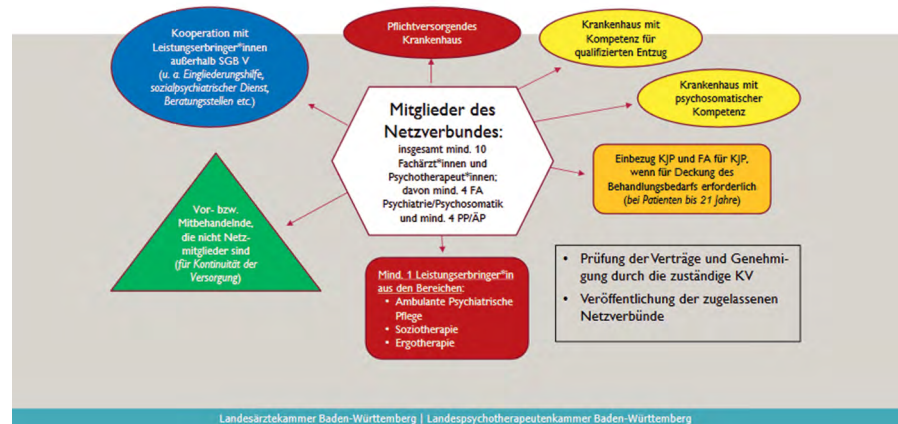 Kooperation mit
Leistungserbringer*innen
außerhalb SGB V
(u. a. Eingliederungshilfe,
sozialpsychiatrischer Dienst,
Beratungsstellen etc.)
Pflichtversorgendes
Krankenhaus
Krankenhaus mit
Kompetenz für
qualifizierten Entzug
Krankenhaus mit
psychosomatischer
Kompetenz
Mitglieder des
Netzverbundes:
insgesamt mind. 10
Fachärzt*innen und
Psychotherapeut*innen;
davon mind. 4 FA
Psychiatrie/Psychosomatik
und mind. 4 PP/ÄP
Einbezug KJP und FA für KJP,
wenn für Deckung des
Behandlungsbedarfs erforderlich
(bei Patienten bis 21 Jahre)
Vor- bzw.
Mitbehandelnde,
die nicht Netz-
mitglieder sind
(für Kontinuität der
Versorgung)
Mind. 1 Leistungserbringer*in
aus den Bereichen:
• Ambulante Psychiatrische
Pflege
• Soziotherapie
• Ergotherapie
• Prüfung der Verträge und Genehmi-
gung durch die zuständige KV
• Veröffentlichung der zugelassenen
Netzverbünde
Landesärztekammer Baden-Württemberg | Landespsychotherapeutenkammer Baden-Württemberg